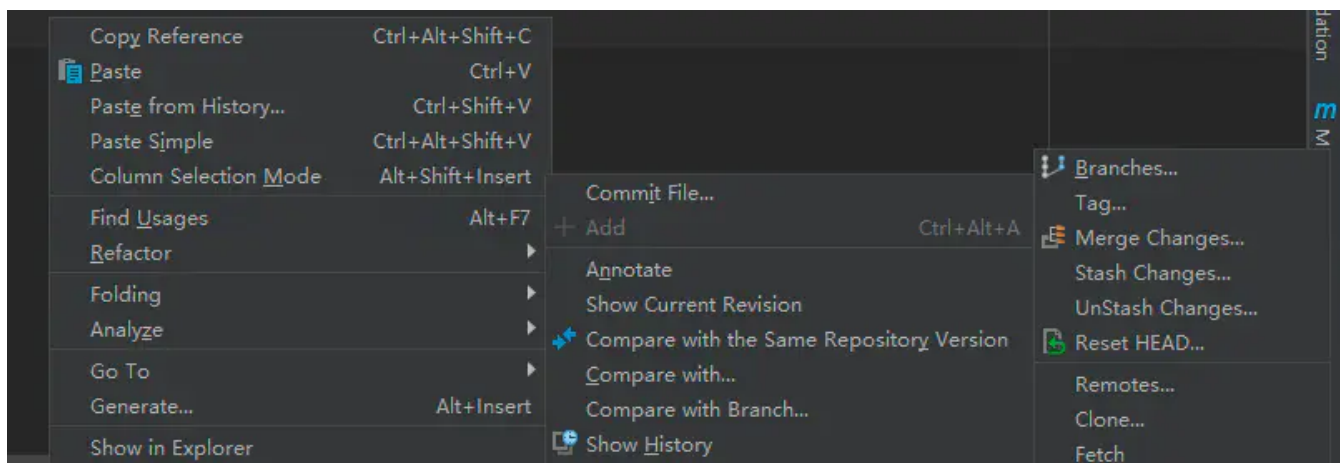 Copy Reference Ctrl+Alt+Shift+C
Paste Ctrl+V
Paste from History... Ctrl+Shift+V
Paste Simple Ctrl+Alt+Shift+V
Column Selection Mode Alt+Shift+Insert
Find Usages Alt+F7
Refactor
Folding
Analyze
Go To
Generate... Alt+Insert
Show in Explorer
Commit File...
Add Ctrl+Alt+A
Annotate
Show Current Revision
Compare with the Same Repository Version
Compare with...
Compare with Branch...
Show History
Branches...
Tag...
Merge Changes...
Stash Changes...
UnStash Changes...
Reset HEAD...
Remotes...
Clone...
Fetch
dation
m
M